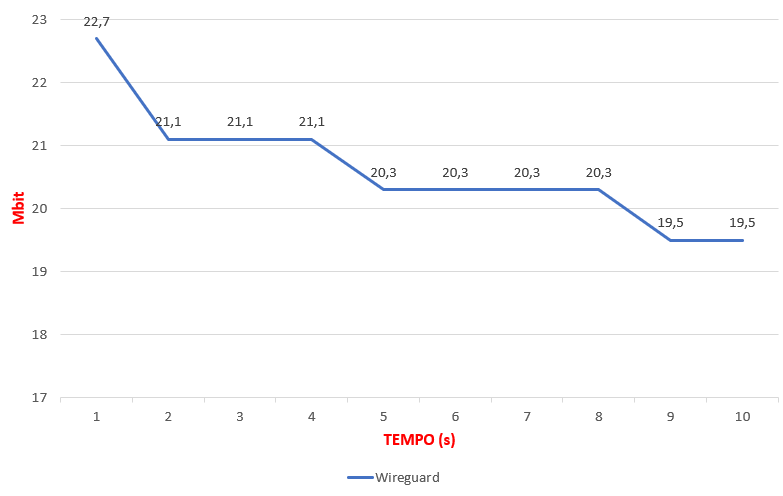 23
22,7
22
21,1 21,1 21,1
21
20,3 20,3 20,3 20,3
Mbit
20
19,5 19,5
19
18
17
1 2 3 4 5 6 7 8 9 10
TEMPO (s)
Wireguard